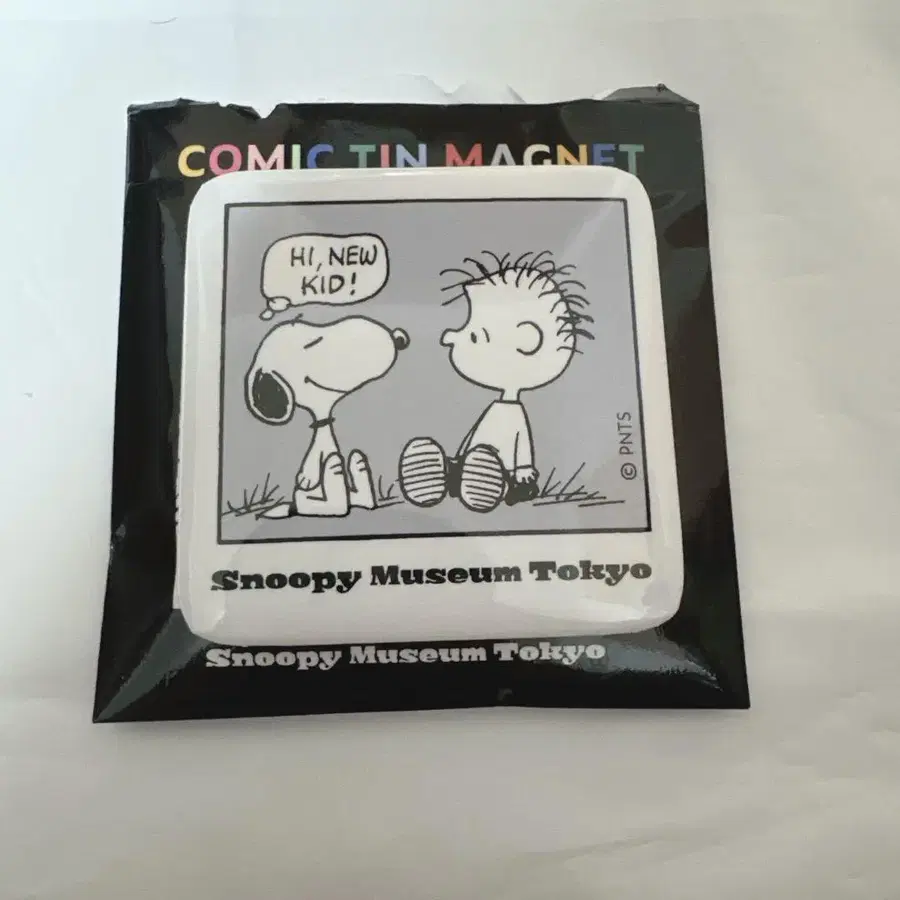 COMIC TIN MAGNET
HI, NEW
KID!
© PNTS
Snoopy Museum Tokyo
Snoopy Museum Tokyo